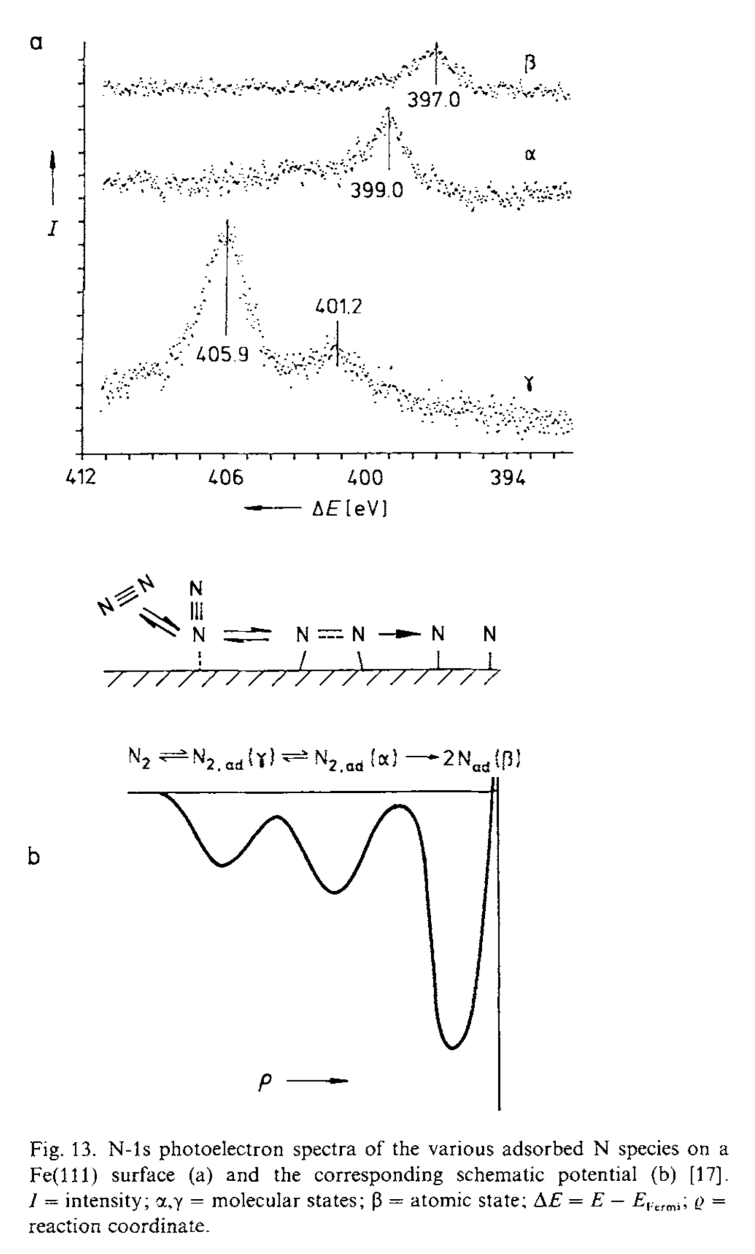 a
β
397.0
α
399.0
I
401.2
405.9
γ
412 406 400 394
ΔE [eV]
N≡N N≡N ⇌ N=N → N N
N₂ ⇌ N₂,ad (γ) ⇌ N₂,ad (α) → 2Nad (β)
b
ρ
Fig. 13. N-1s photoelectron spectra of the various adsorbed N species on a
Fe(111) surface (a) and the corresponding schematic potential (b) [17].
I = intensity; α,γ = molecular states; β = atomic state; ΔE = E − EFermi; ϱ =
reaction coordinate.